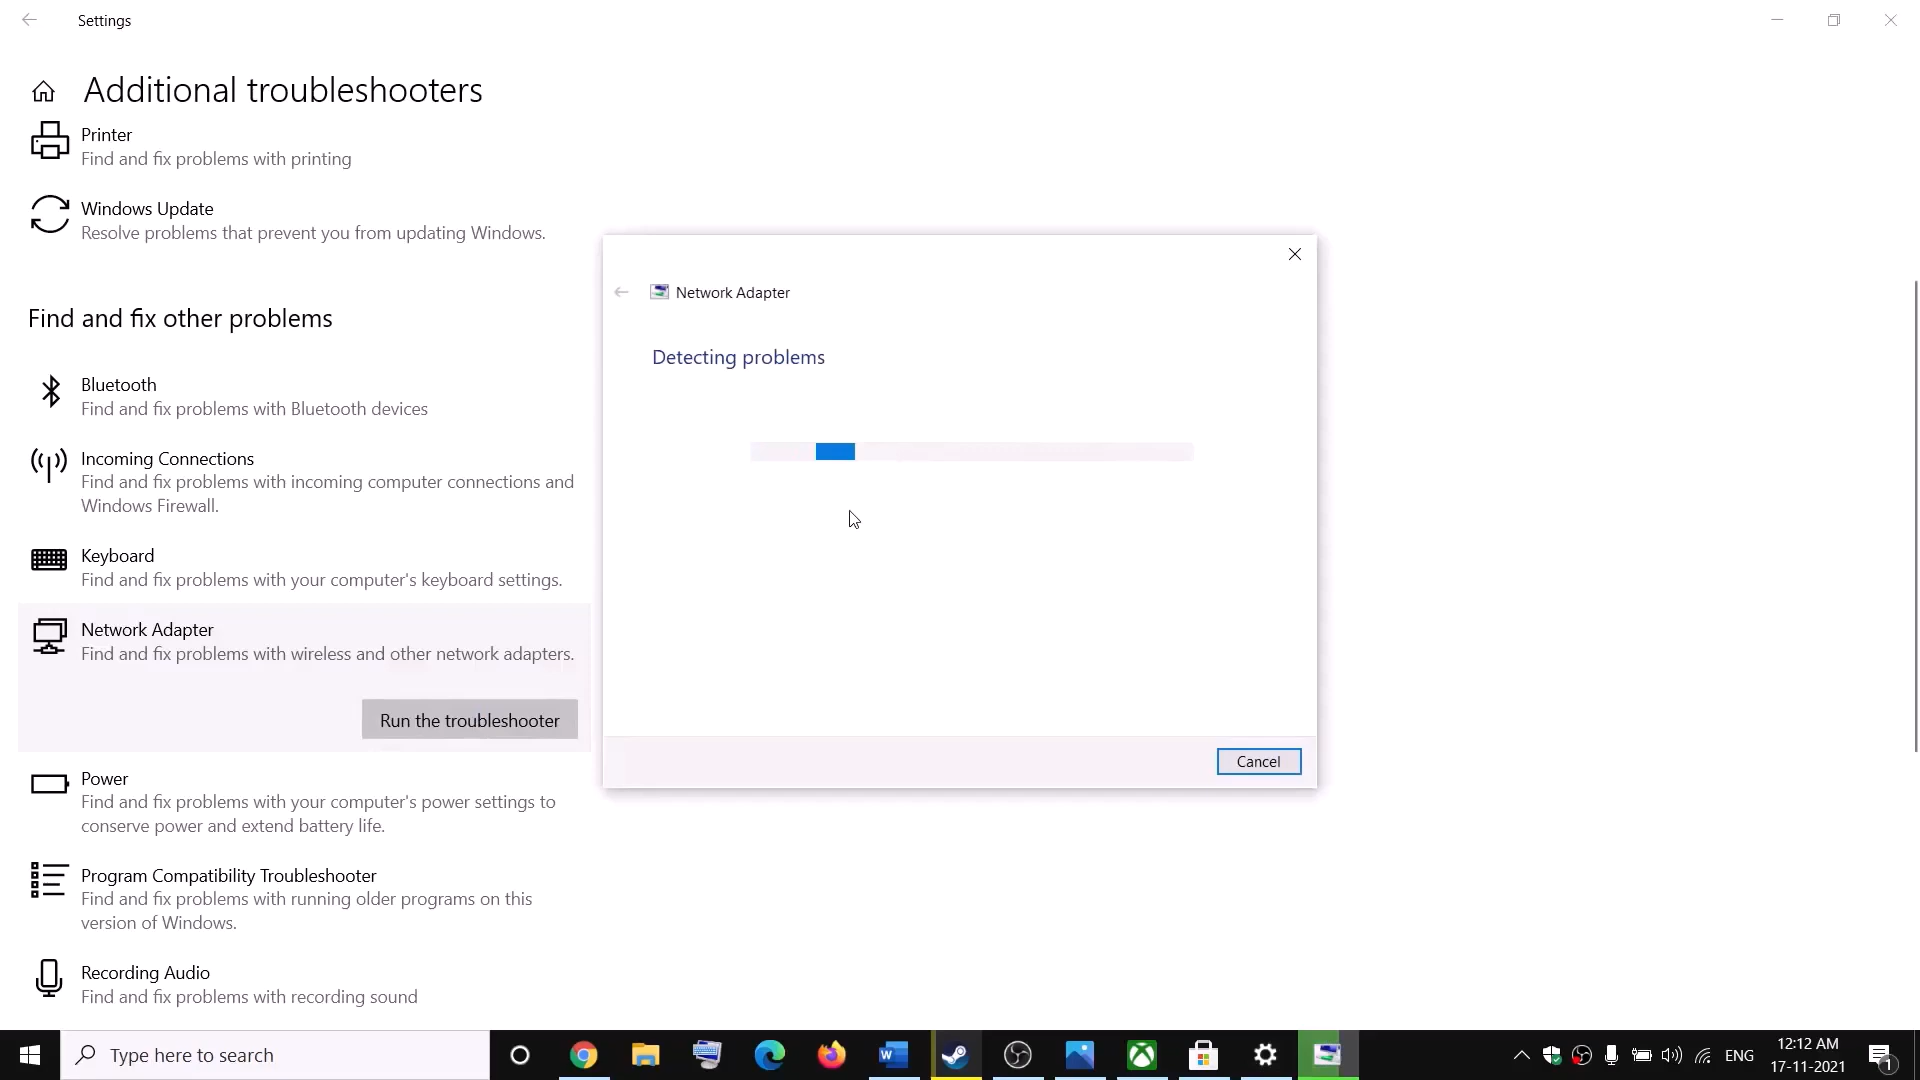 Settings
Additional troubleshooters
Printer
Find and fix problems with printing
Windows Update
Resolve problems that prevent you from updating Windows.
Find and fix other problems
Bluetooth
Find and fix problems with Bluetooth devices
Incoming Connections
Find and fix problems with incoming computer connections and
Windows Firewall.
Keyboard
Find and fix problems with your computer's keyboard settings.
Network Adapter
Find and fix problems with wireless and other network adapters.
Run the troubleshooter
Power
Find and fix problems with your computer's power settings to
conserve power and extend battery life.
Program Compatibility Troubleshooter
Find and fix problems with running older programs on this
version of Windows.
Recording Audio
Find and fix problems with recording sound
Network Adapter
Detecting problems
Cancel
Type here to search
ENG
12:12 AM
17-11-2021
1